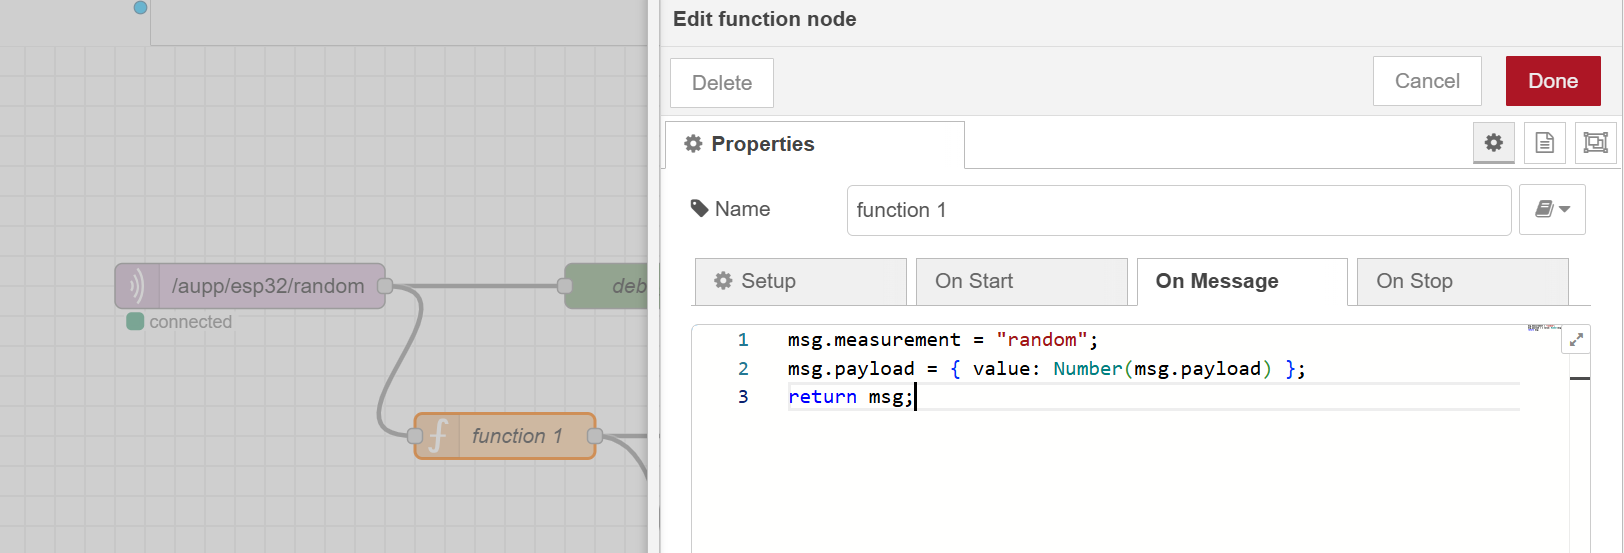 Edit function node
Delete
Cancel
Done
Properties
Name
function 1
Setup
On Start
On Message
On Stop
/aupp/esp32/random
deb
connected
function 1
1 msg.measurement = "random";
2 msg.payload = { value: Number(msg.payload) };
3 return msg;